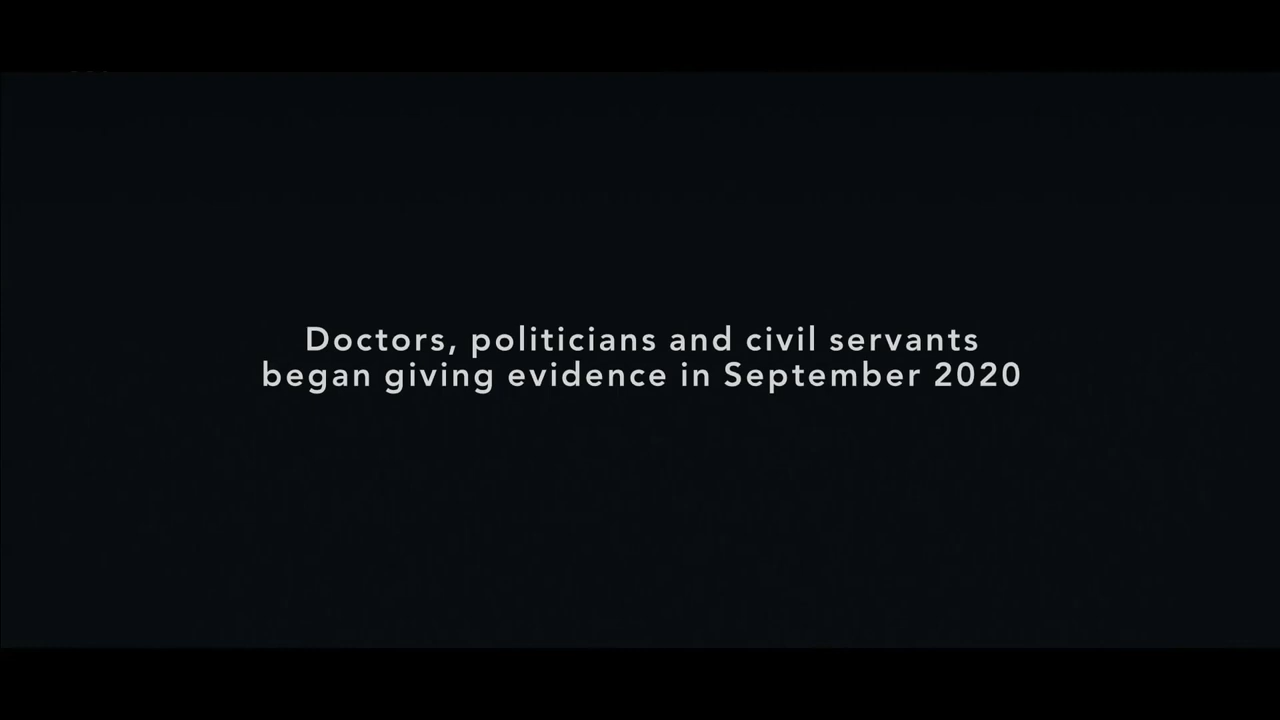 Doctors, politicians and civil servants
began giving evidence in September 2020